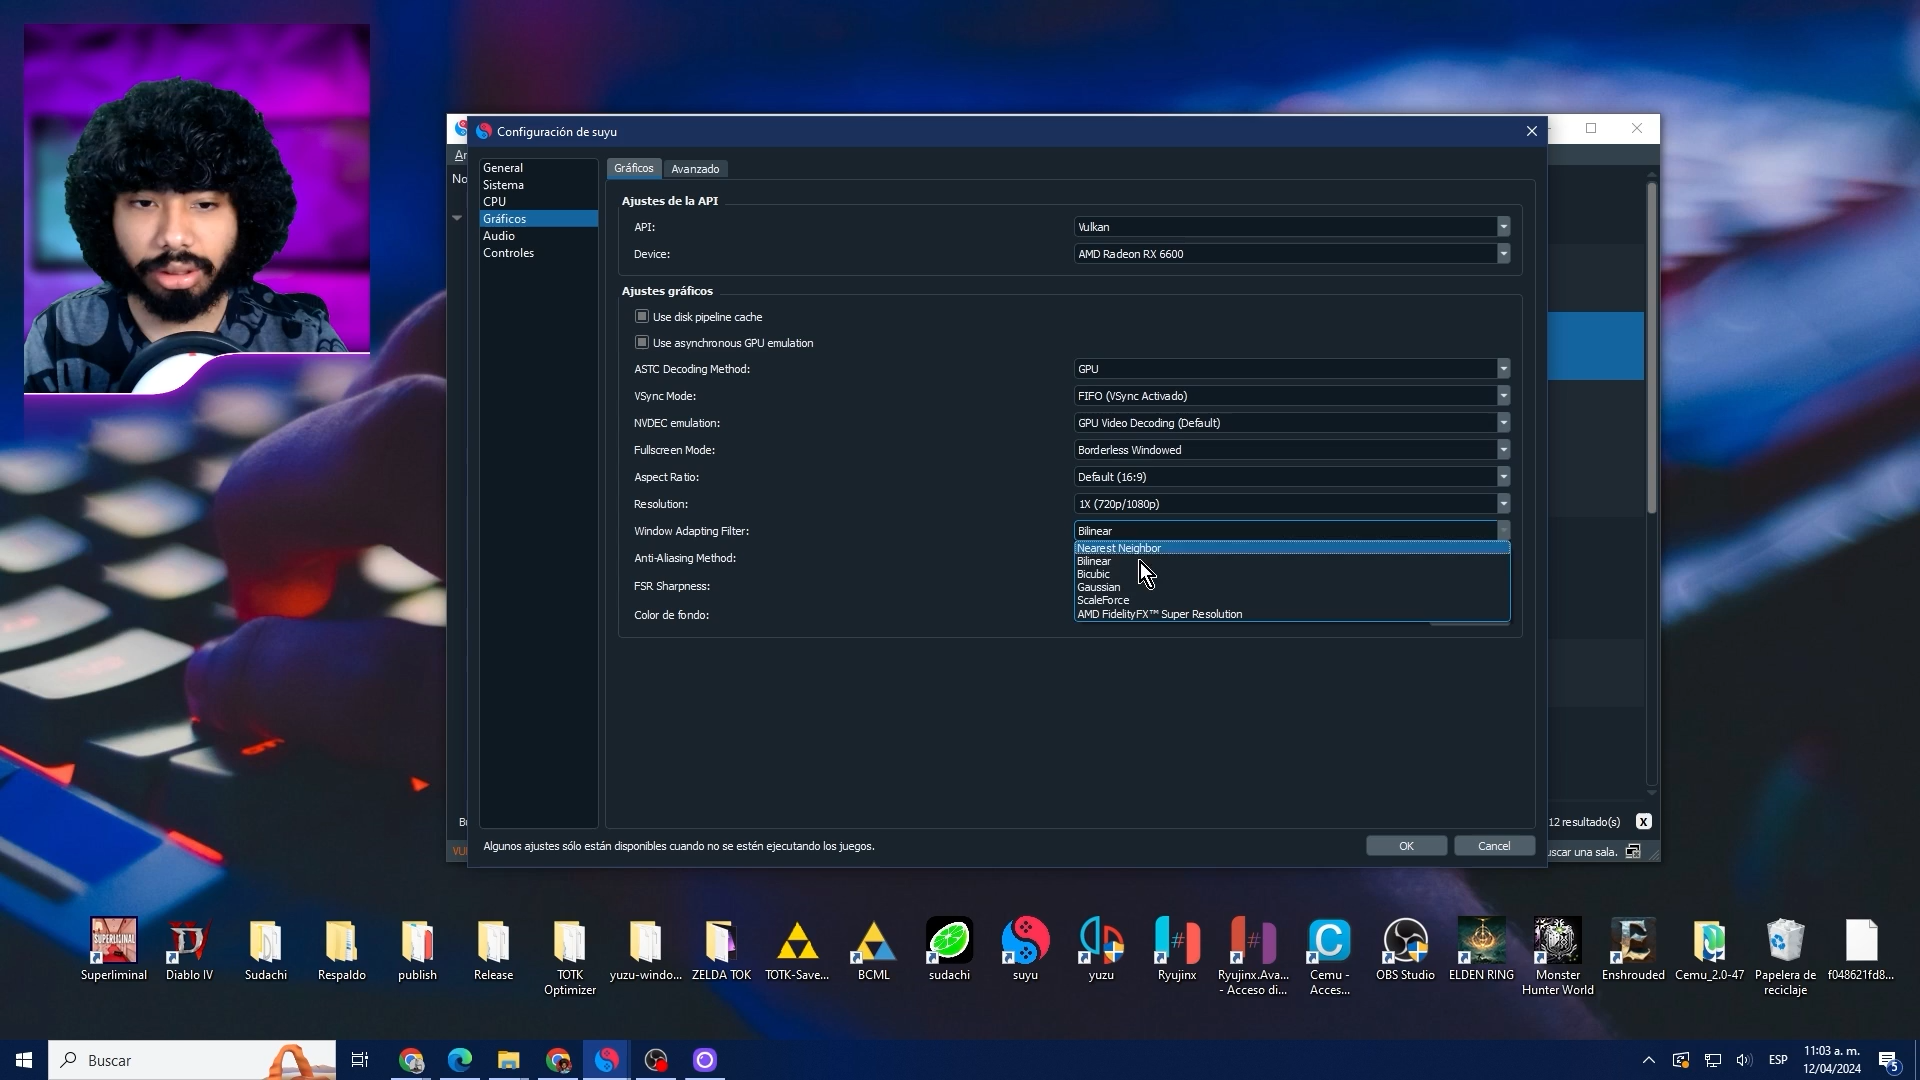 Configuración de suyu
Ar
No
General
Sistema
CPU
Gráficos
Audio
Controles
Gráficos
Avanzado
Ajustes de la API
API:
Vulkan
Device:
AMD Radeon RX 6600
Ajustes gráficos
Use disk pipeline cache
Use asynchronous GPU emulation
ASTC Decoding Method:
GPU
VSync Mode:
FIFO (VSync Activado)
NVDEC emulation:
GPU Video Decoding (Default)
Fullscreen Mode:
Borderless Windowed
Aspect Ratio:
Default (16:9)
Resolution:
1X (720p/1080p)
Window Adapting Filter:
Bilinear
Nearest Neighbor
Bilinear
Bicubic
Gaussian
ScaleForce
AMD FidelityFX™ Super Resolution
Anti-Aliasing Method:
FSR Sharpness:
Color de fondo:
12 resultado(s)
X
Algunos ajustes sólo están disponibles cuando no se estén ejecutando los juegos.
OK
Cancel
VU
uscar una sala.
SUPERLIMINAL
Superliminal
Diablo IV
Sudachi
Respaldo
publish
Release
TOTK Optimizer
yuzu-windo...
ZELDA TOK
TOTK-Save...
BCML
sudachi
suyu
yuzu
Ryujinx
Ryujinx.Ava... - Acceso di...
Cemu - Acces...
OBS Studio
ELDEN RING
Monster Hunter World
Enshrouded
Cemu_2.0-47
Papelera de reciclaje
f048621fd8...
Buscar
ESP
11:03 a. m.
12/04/2024
5